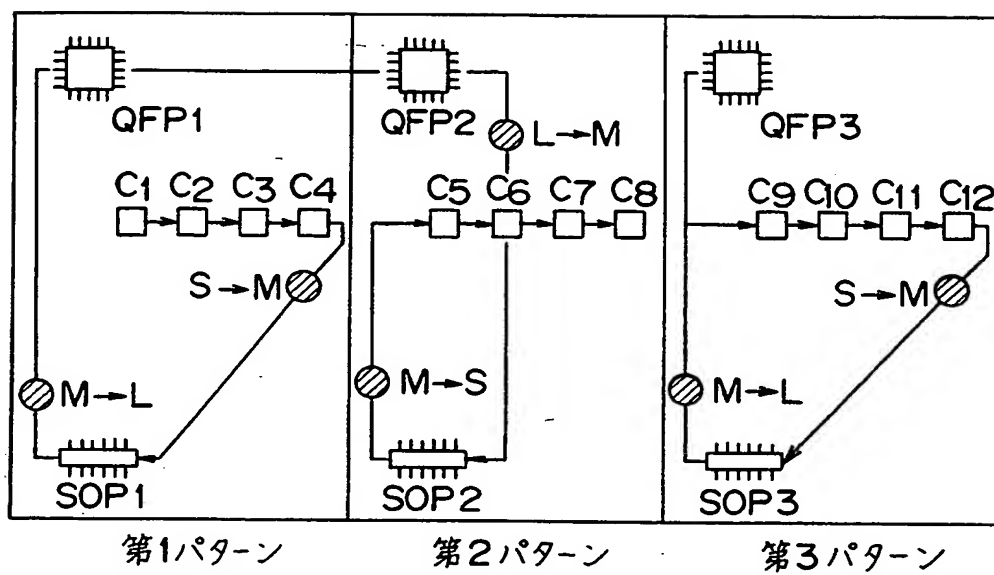 QFP1
QFP2
QFP3
L→M
C1 C2 C3 C4
C5 C6 C7 C8
C9 C10 C11 C12
S→M
S→M
M→L
M→S
M→L
SOP1
SOP2
SOP3
第1パターン
第2パターン
第3パターン